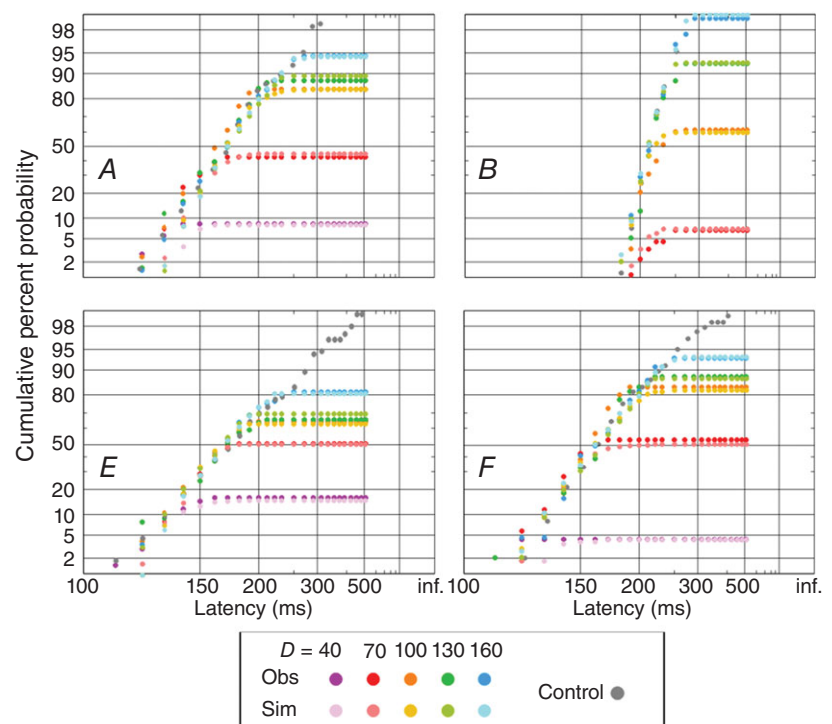 98
95
90
80
50
20
10
5
2
A
B
98
95
90
80
50
20
10
5
2
E
F
Cumulative percent probability
100 150 200 300 500 inf.
Latency (ms)
100 150 200 300 500 inf.
Latency (ms)
D = 40 70 100 130 160
Obs
Sim
Control